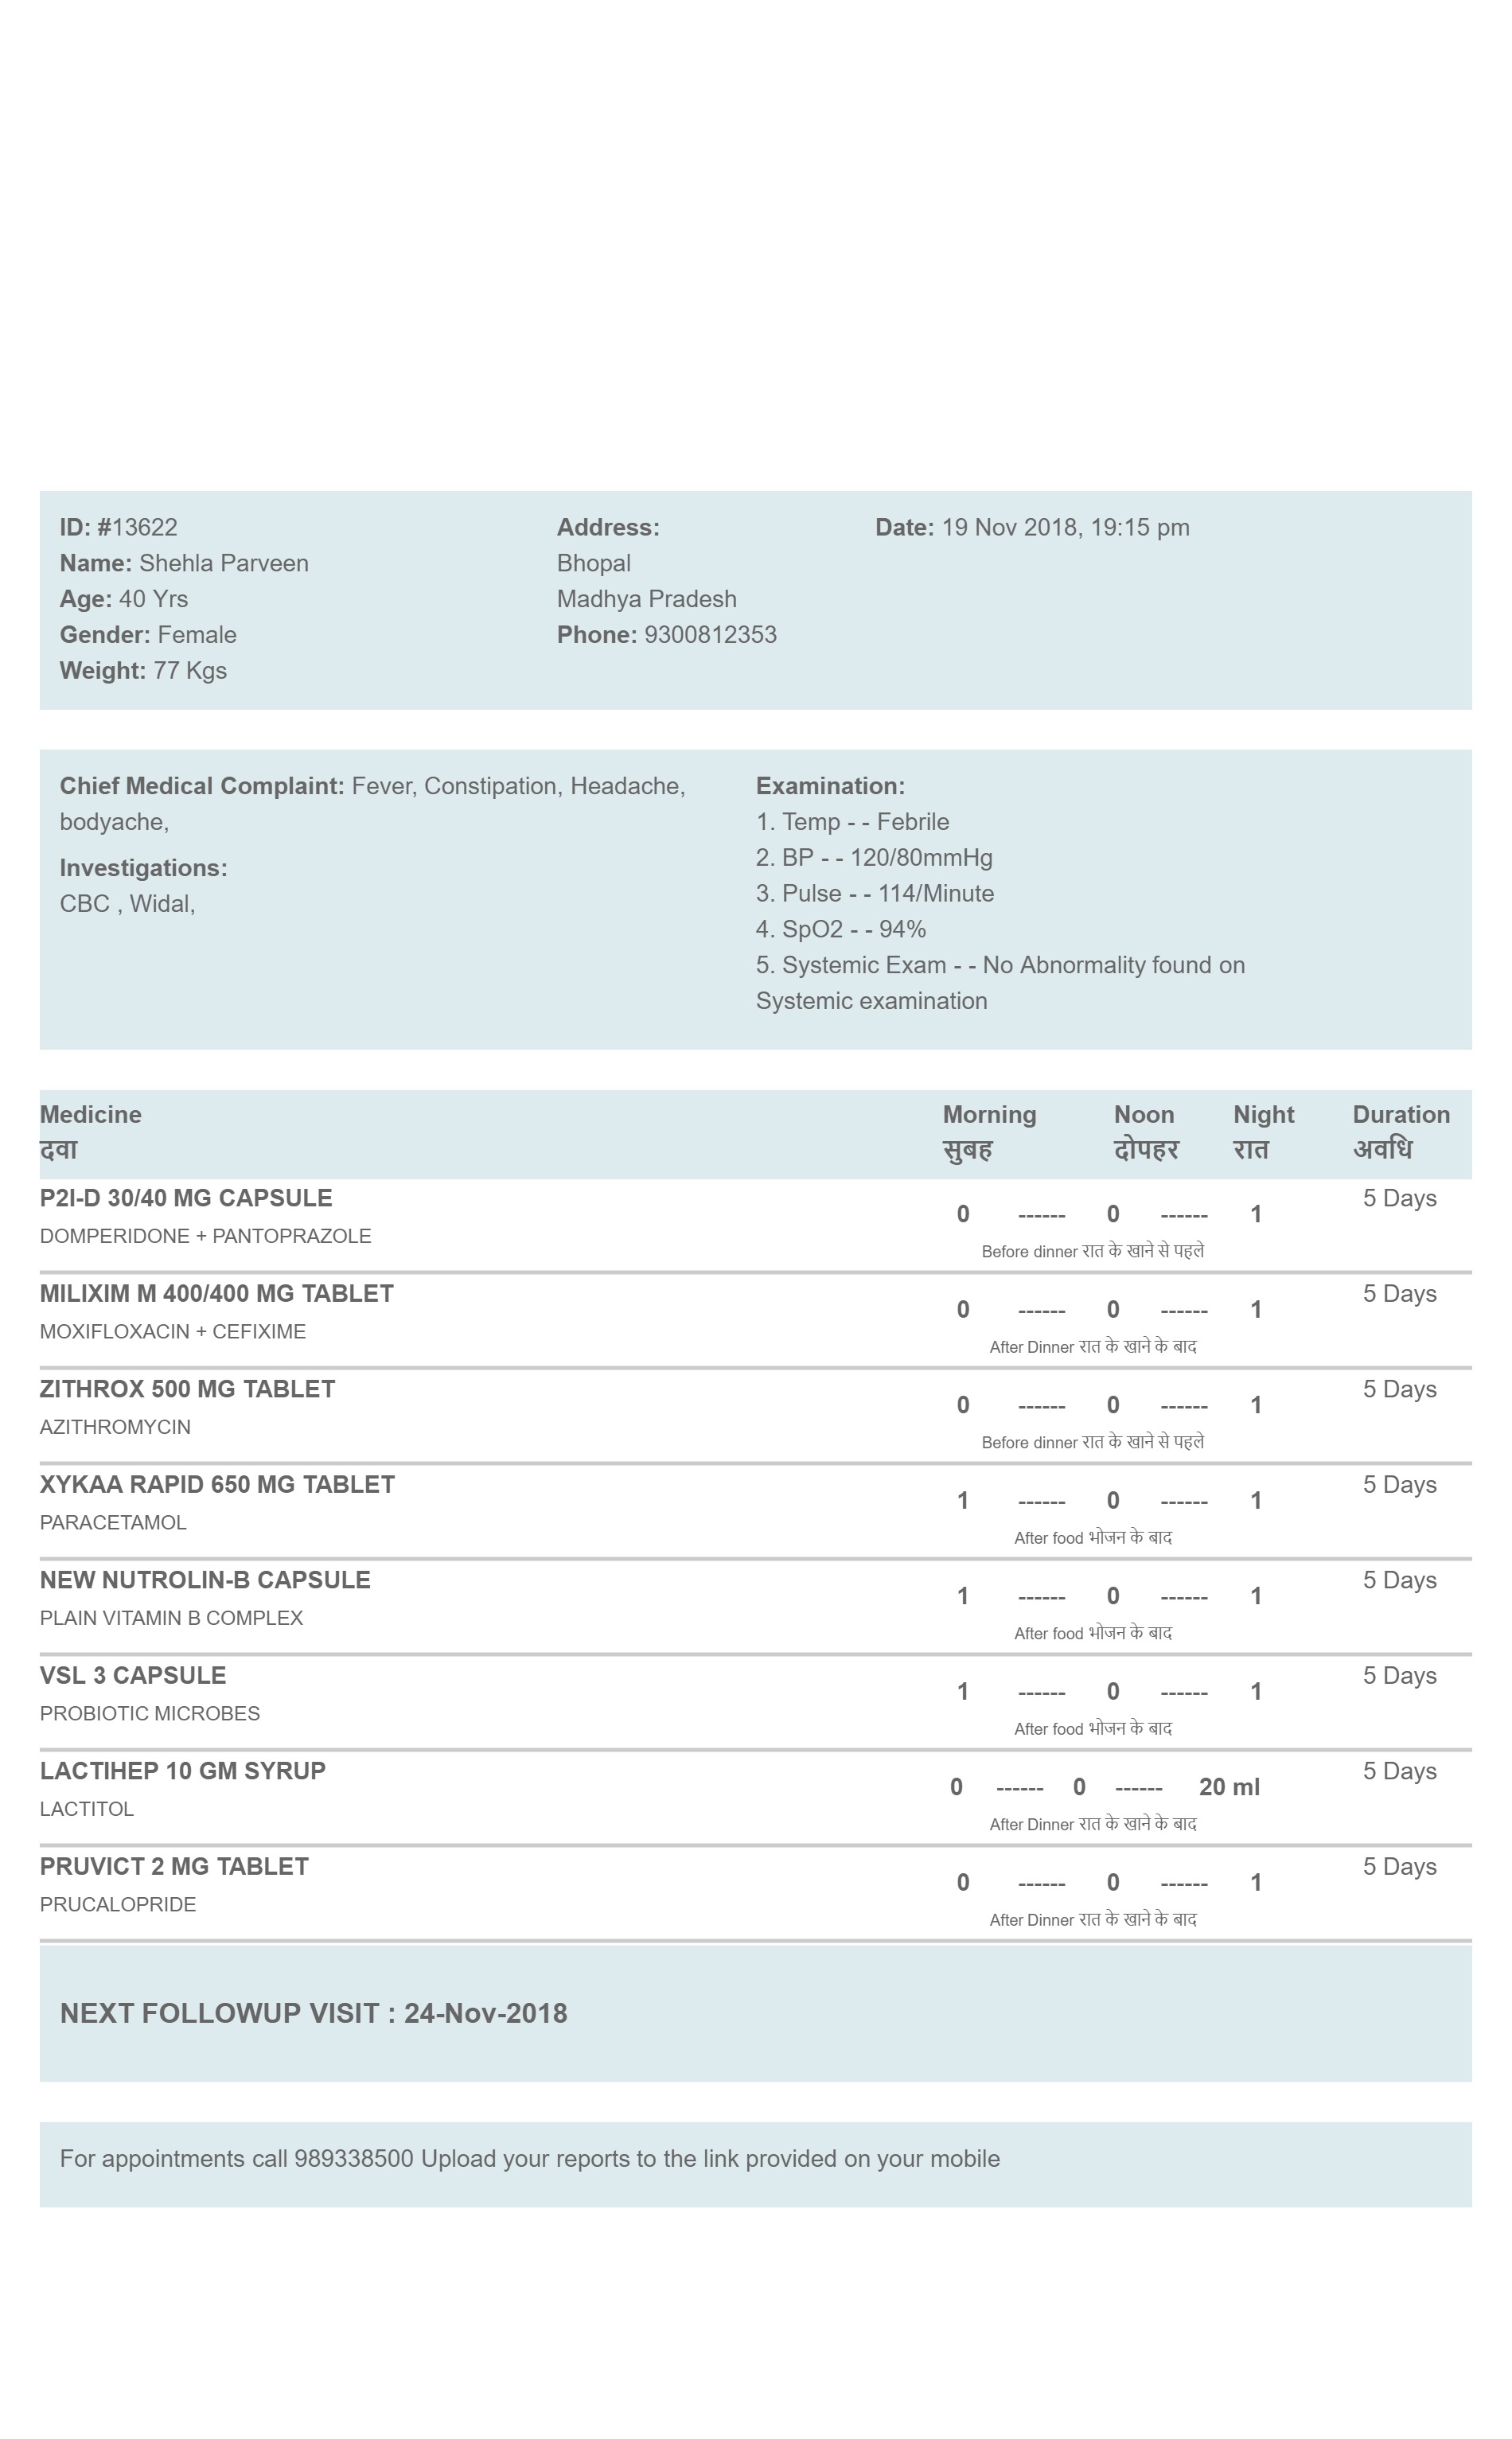 ID: #13622
Name: Shehla Parveen
Age: 40 Yrs
Gender: Female
Weight: 77 Kgs
Address:
Bhopal
Madhya Pradesh
Phone: 9300812353
Date: 19 Nov 2018, 19:15 pm
Chief Medical Complaint: Fever, Constipation, Headache,
bodyache,
Investigations:
CBC , Widal,
Examination:
1. Temp - - Febrile
2. BP - - 120/80mmHg
3. Pulse - - 114/Minute
4. SpO2 - - 94%
5. Systemic Exam - - No Abnormality found on
Systemic examination
Medicine Morning Noon Night Duration
दवा सुबह दोपहर रात अवधि
P2I-D 30/40 MG CAPSULE 5 Days
0 ------ 0 ------ 1
DOMPERIDONE + PANTOPRAZOLE
Before dinner रात के खाने से पहले
MILIXIM M 400/400 MG TABLET 5 Days
0 ------ 0 ------ 1
MOXIFLOXACIN + CEFIXIME
After Dinner रात के खाने के बाद
ZITHROX 500 MG TABLET 5 Days
0 ------ 0 ------ 1
AZITHROMYCIN
Before dinner रात के खाने से पहले
XYKAA RAPID 650 MG TABLET 5 Days
1 ------ 0 ------ 1
PARACETAMOL
After food भोजन के बाद
NEW NUTROLIN-B CAPSULE 5 Days
1 ------ 0 ------ 1
PLAIN VITAMIN B COMPLEX
After food भोजन के बाद
VSL 3 CAPSULE 5 Days
1 ------ 0 ------ 1
PROBIOTIC MICROBES
After food भोजन के बाद
LACTIHEP 10 GM SYRUP 5 Days
0 ------ 0 ------ 20 ml
LACTITOL
After Dinner रात के खाने के बाद
PRUVICT 2 MG TABLET 5 Days
0 ------ 0 ------ 1
PRUCALOPRIDE
After Dinner रात के खाने के बाद
NEXT FOLLOWUP VISIT : 24-Nov-2018
For appointments call 989338500 Upload your reports to the link provided on your mobile